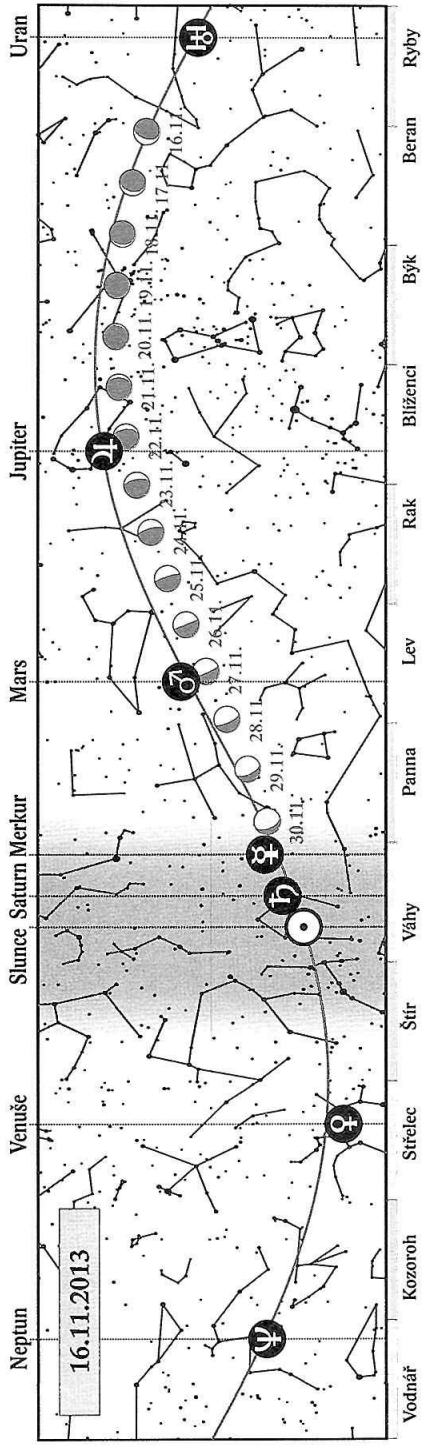 Neptun Venuše Slunce Saturn Merkur Mars Jupiter Uran
16.11.2013
30.11. 29.11. 28.11. 27.11. 26.11. 25.11. 24.11. 23.11. 22.11. 21.11. 20.11. 19.11. 18.11. 17.11. 16.11.
Vodnář Kozoroh Střelec Štír Váhy Panna Lev Rak Blíženci Býk Beran Ryby